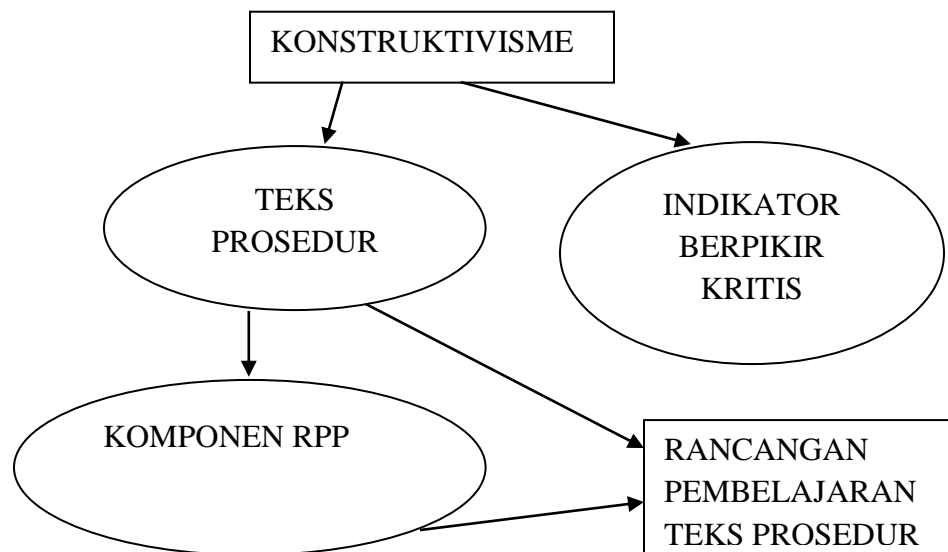 KONSTRUKTIVISME
TEKS
PROSEDUR
INDIKATOR
BERPIKIR
KRITIS
KOMPONEN RPP
RANCANGAN
PEMBELAJARAN
TEKS PROSEDUR